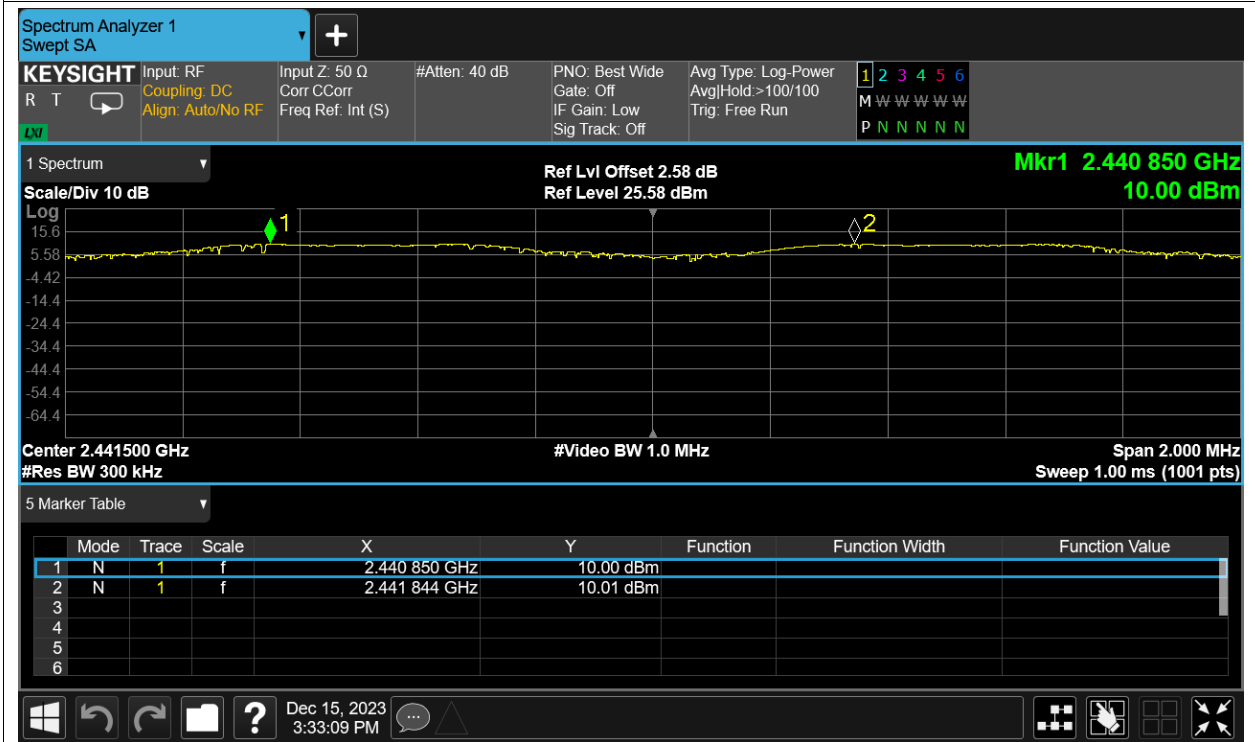 Spectrum Analyzer 1
Swept SA
+
KEYSIGHT Input: RF Input Z: 50 Ω #Atten: 40 dB PNO: Best Wide Avg Type: Log-Power 1 2 3 4 5 6
R T Coupling: DC Corr CCorr Gate: Off Avg|Hold:>100/100 M W W W W W
Align: Auto/No RF Freq Ref: Int (S) IF Gain: Low Trig: Free Run
LXI Sig Track: Off P N N N N N
1 Spectrum Ref Lvl Offset 2.58 dB Mkr1 2.440 850 GHz
Scale/Div 10 dB Ref Level 25.58 dBm 10.00 dBm
Log
1 2
15.6
5.58
-4.42
-14.4
-24.4
-34.4
-44.4
-54.4
-64.4
Center 2.441500 GHz #Video BW 1.0 MHz Span 2.000 MHz
#Res BW 300 kHz Sweep 1.00 ms (1001 pts)
5 Marker Table
Mode Trace Scale X Y Function Function Width Function Value
1 N 1 f 2.440 850 GHz 10.00 dBm
2 N 1 f 2.441 844 GHz 10.01 dBm
3
4
5
6
? Dec 15, 2023
3:33:09 PM